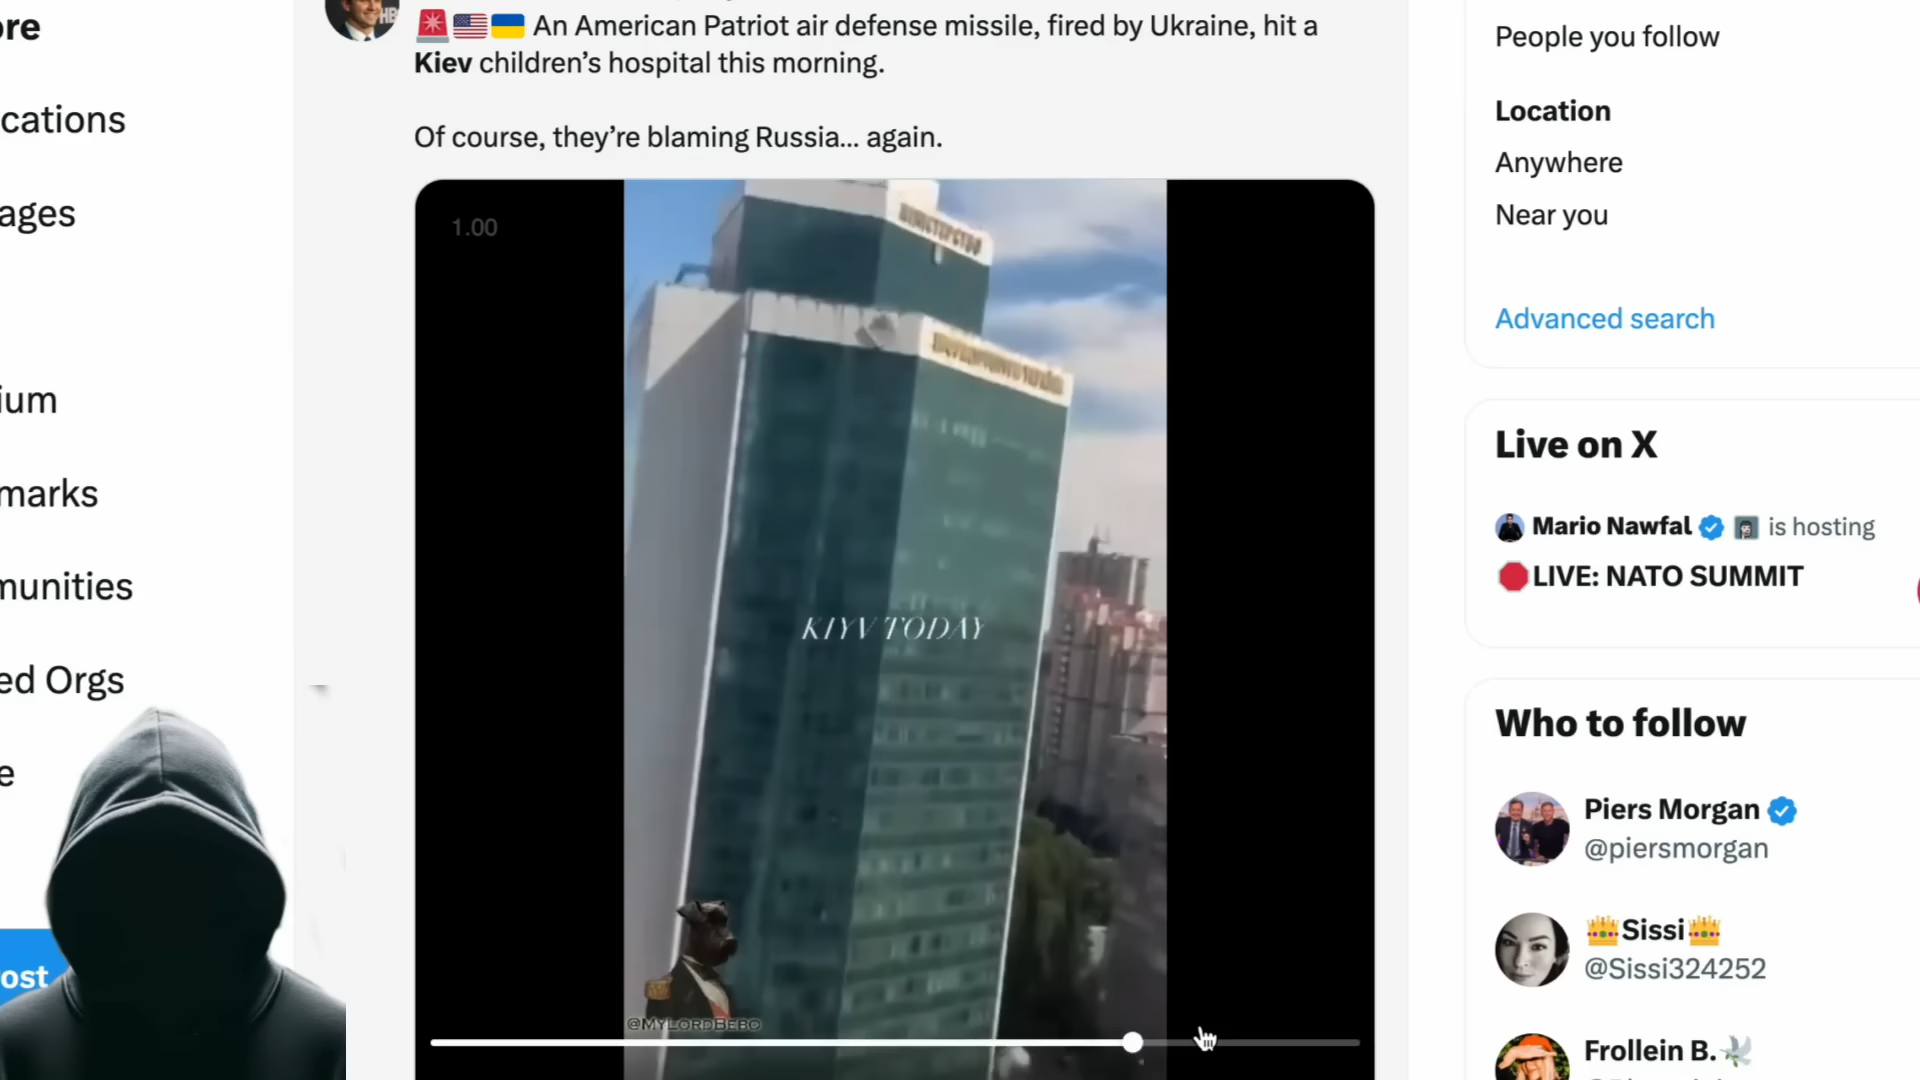 ore
cations
ages
ium
marks
munities
ed Orgs
e
ost
HB
An American Patriot air defense missile, fired by Ukraine, hit a
Kiev children’s hospital this morning.
Of course, they’re blaming Russia... again.
1.00
KIYV TODAY
@MYLORDBEBO
People you follow
Location
Anywhere
Near you
Advanced search
Live on X
Mario Nawfal is hosting
LIVE: NATO SUMMIT
Who to follow
Piers Morgan
@piersmorgan
Sissi
@Sissi324252
Frollein B.